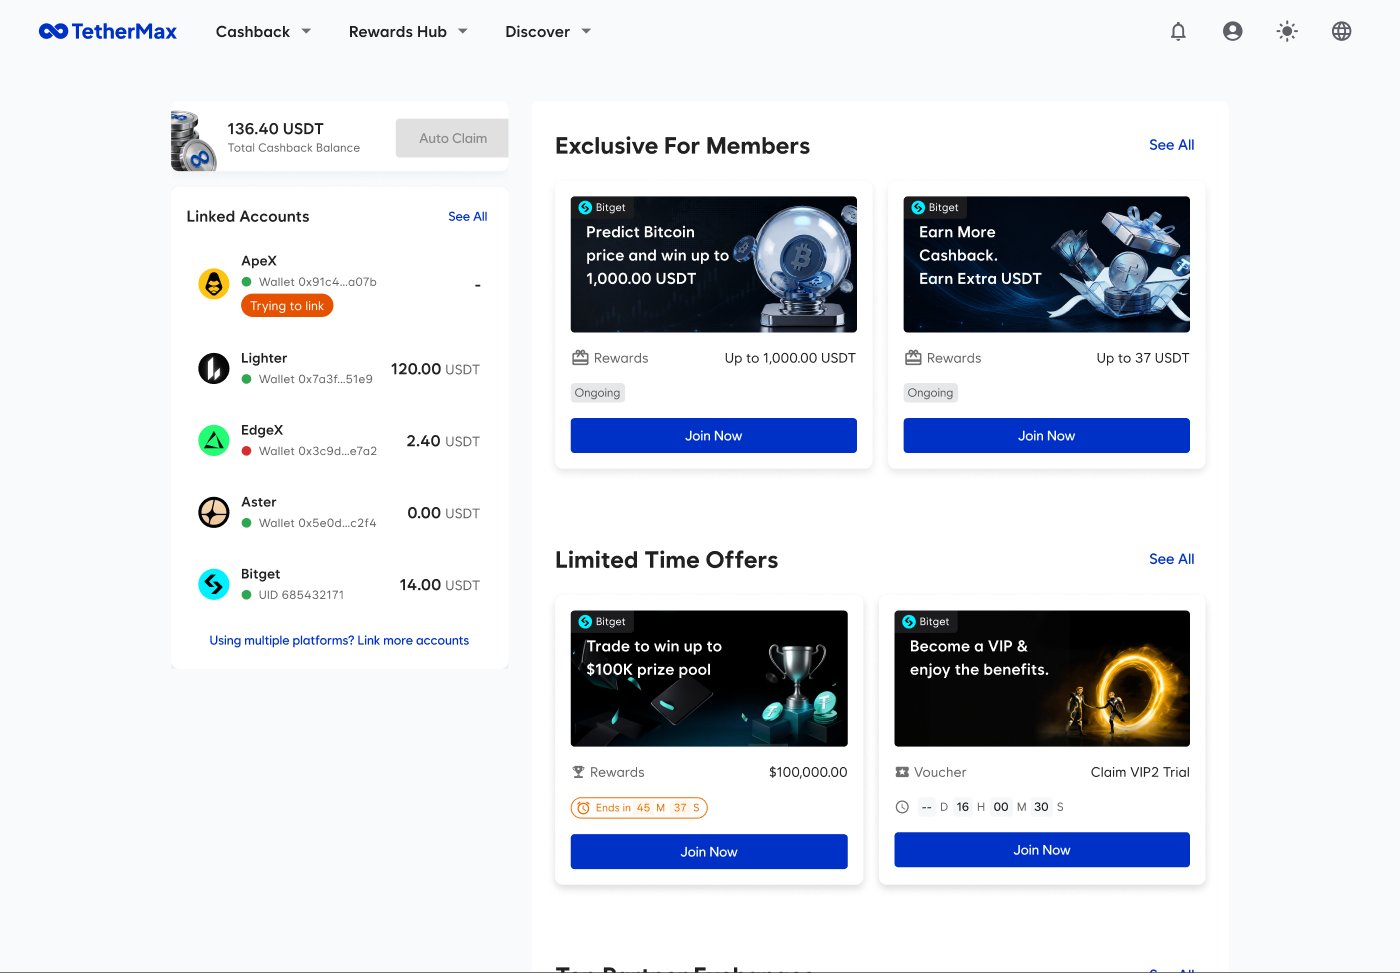 TetherMax
Cashback
Rewards Hub
Discover
136.40 USDT
Total Cashback Balance
Auto Claim
Linked Accounts
See All
ApeX
Wallet 0x91c4...a07b
-
Trying to link
Lighter
Wallet 0x7a3f...51e9
120.00 USDT
EdgeX
Wallet 0x3c9d...e7a2
2.40 USDT
Aster
Wallet 0x5e0d...c2f4
0.00 USDT
Bitget
UID 685432171
14.00 USDT
Using multiple platforms? Link more accounts
Exclusive For Members
See All
Bitget
Predict Bitcoin
price and win up to
1,000.00 USDT
Rewards
Up to 1,000.00 USDT
Ongoing
Join Now
Bitget
Earn More
Cashback.
Earn Extra USDT
Rewards
Up to 37 USDT
Ongoing
Join Now
Limited Time Offers
See All
Bitget
Trade to win up to
$100K prize pool
Rewards
$100,000.00
Ends in 45 M 37 S
Join Now
Bitget
Become a VIP &
enjoy the benefits.
Voucher
Claim VIP2 Trial
-- D 16 H 00 M 30 S
Join Now
Top Partner Exchanges
See All